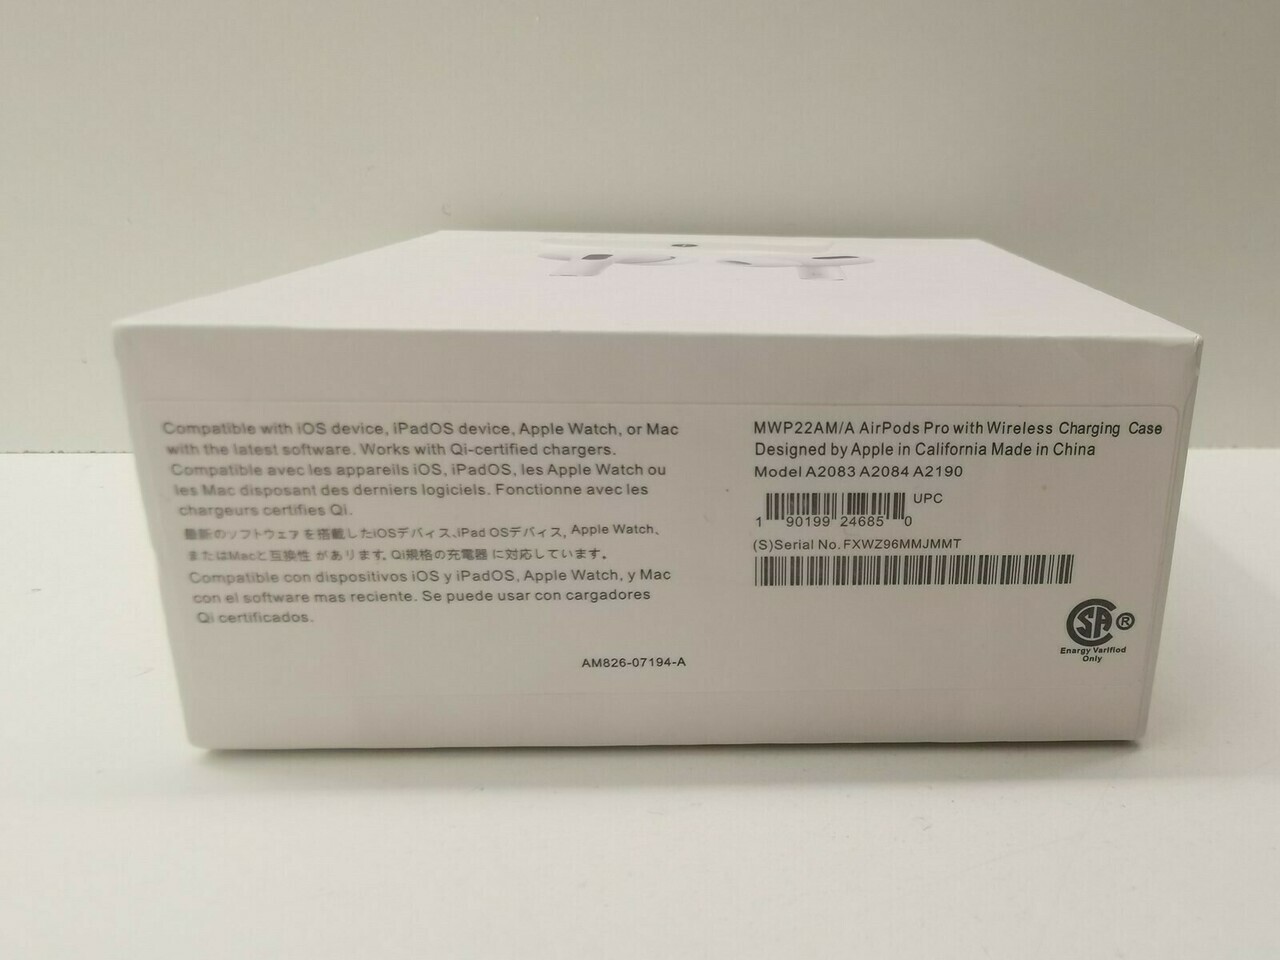 Compatible with iOS device, iPadOS device, Apple Watch, or Mac
with the latest software. Works with Qi-certified chargers.
Compatible avec les appareils iOS, iPadOS, les Apple Watch ou
les Mac disposant des derniers logiciels. Fonctionne avec les
chargeurs certifies Qi.
最新のソフトウェアを搭載したiOSデバイス、iPad OSデバイス, Apple Watch、
またはMacと互換性 があります。Qi規格の充電器 に対応しています。
Compatible con dispositivos iOS y iPadOS, Apple Watch, y Mac
con el software mas reciente. Se puede usar con cargadores
Qi certificados.
AM826-07194-A
MWP22AM/A AirPods Pro with Wireless Charging Case
Designed by Apple in California Made in China
Model A2083 A2084 A2190
UPC
1 90199 24685 0
(S)Serial No. FXWZ96MMJMMT
SA ®
Enargy Varifiod
Only